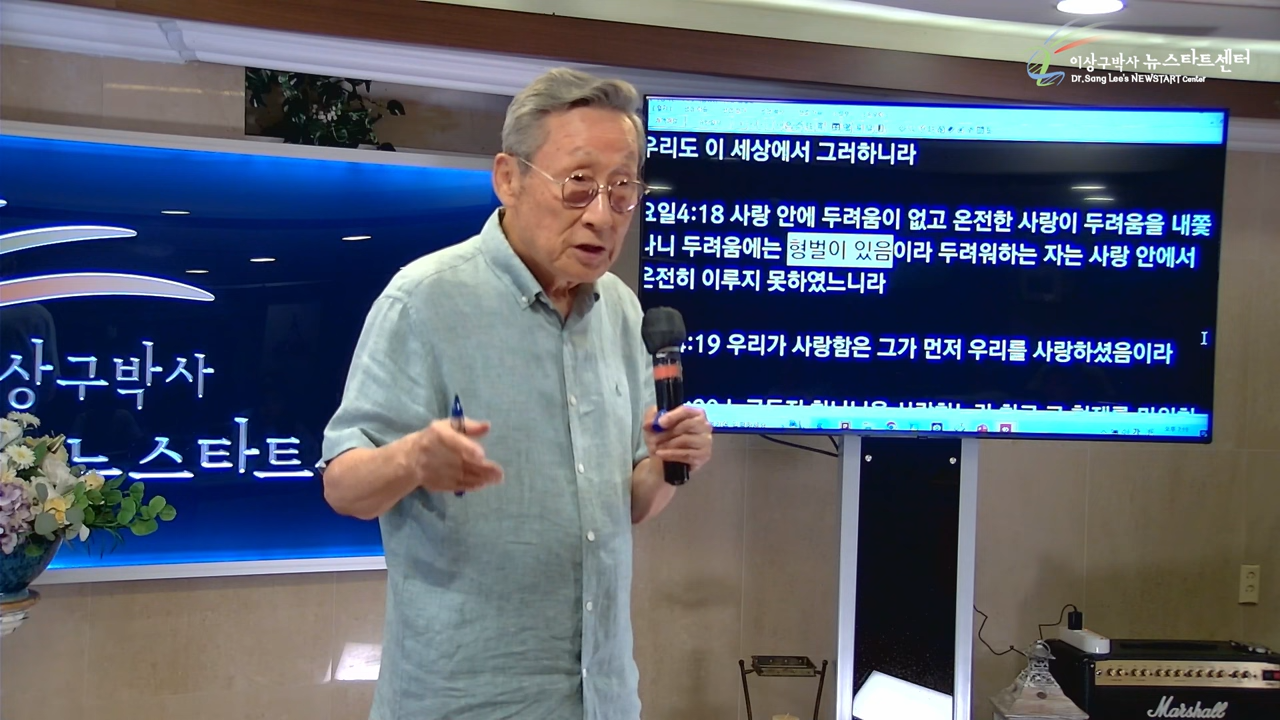 이상구박사 뉴스타트센터
Dr. Sang Lee's NEWSTART Center
우리도 이 세상에서 그러하니라
요일4:18 사랑 안에 두려움이 없고 온전한 사랑이 두려움을 내쫓
나니 두려움에는 형벌이 있음이라 두려워하는 자는 사랑 안에서
온전히 이루지 못하였느니라
4:19 우리가 사랑함은 그가 먼저 우리를 사랑하셨음이라
상구박사
뉴스타트
Marshall